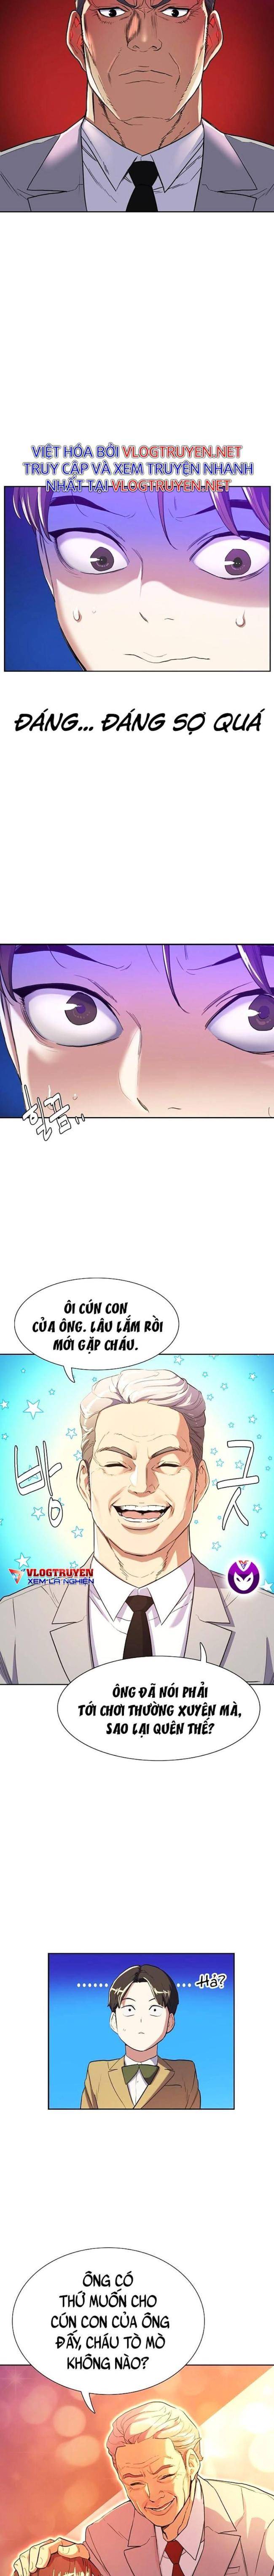 VIỆT HÓA BỞI VLOGTRUYEN.NET
TRUY CẬP VÀ XEM TRUYỆN NHANH
NHẤT TẠI VLOGTRUYEN.NET
ĐÁNG... ĐÁNG SỢ QUÁ
힐끔
ÔI CÚN CON
CỦA ÔNG. LÂU LẮM RỒI
MỚI GẶP CHÁU.
방긋
VLOGTRUYEN
XEM LÀ NGHIỆN
ÔNG ĐÃ NÓI PHẢI
TỚI CHƠI THƯỜNG XUYÊN MÀ,
SAO LẠI QUÊN THẾ?
...... ......Hả?
ÔNG CÓ
THỨ MUỐN CHO
CÚN CON CỦA ÔNG
ĐẤY, CHÁU TÒ MÒ
KHÔNG NÀO?